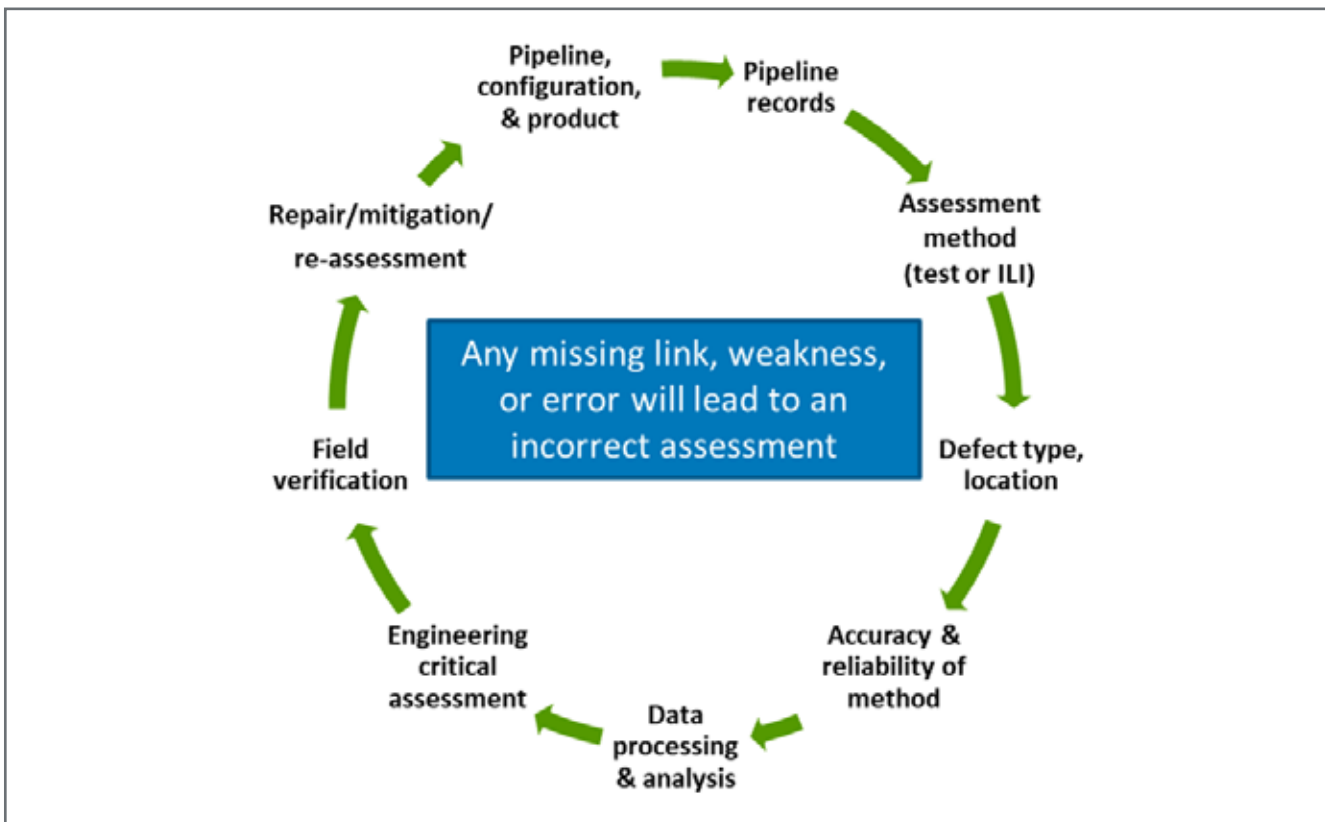 Pipeline,
configuration,
& product
Pipeline
records
Assessment
method
(test or ILI)
Defect type,
location
Accuracy &
reliability of
method
Data
processing
& analysis
Engineering
critical
assessment
Field
verification
Repair/mitigation/
re-assessment
Any missing link, weakness,
or error will lead to an
incorrect assessment